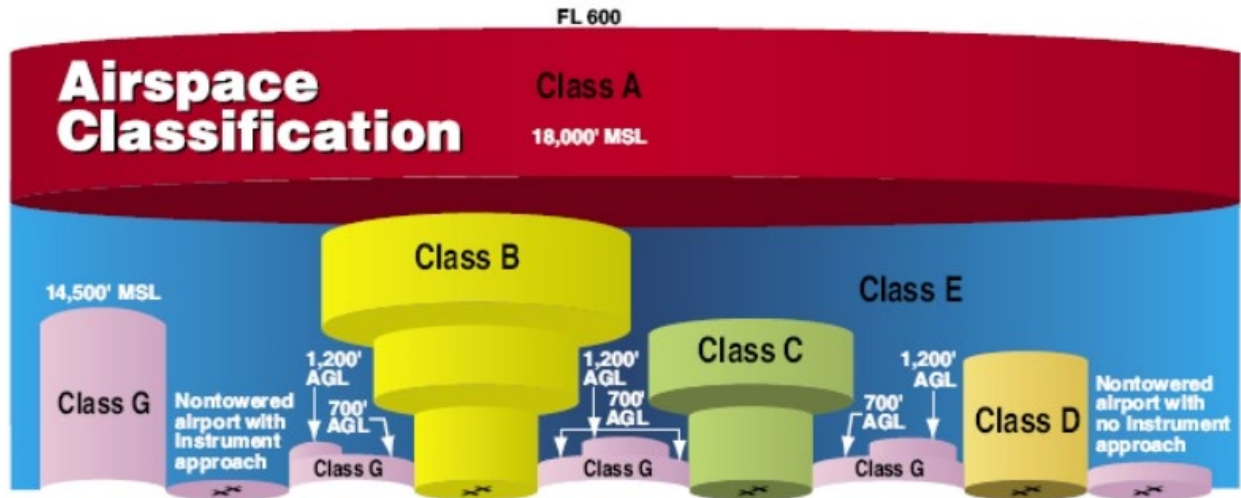 FL 600
Airspace
Classification
Class A
18,000' MSL
Class B
Class E
14,500' MSL
Class C
1,200'
AGL
1,200'
AGL
1,200'
AGL
Class G
Nontowered
airport with
Instrument
approach
700'
AGL
700'
AGL
700'
AGL
Class D
Nontowered
airport with
no Instrument
approach
Class G
Class G
Class G